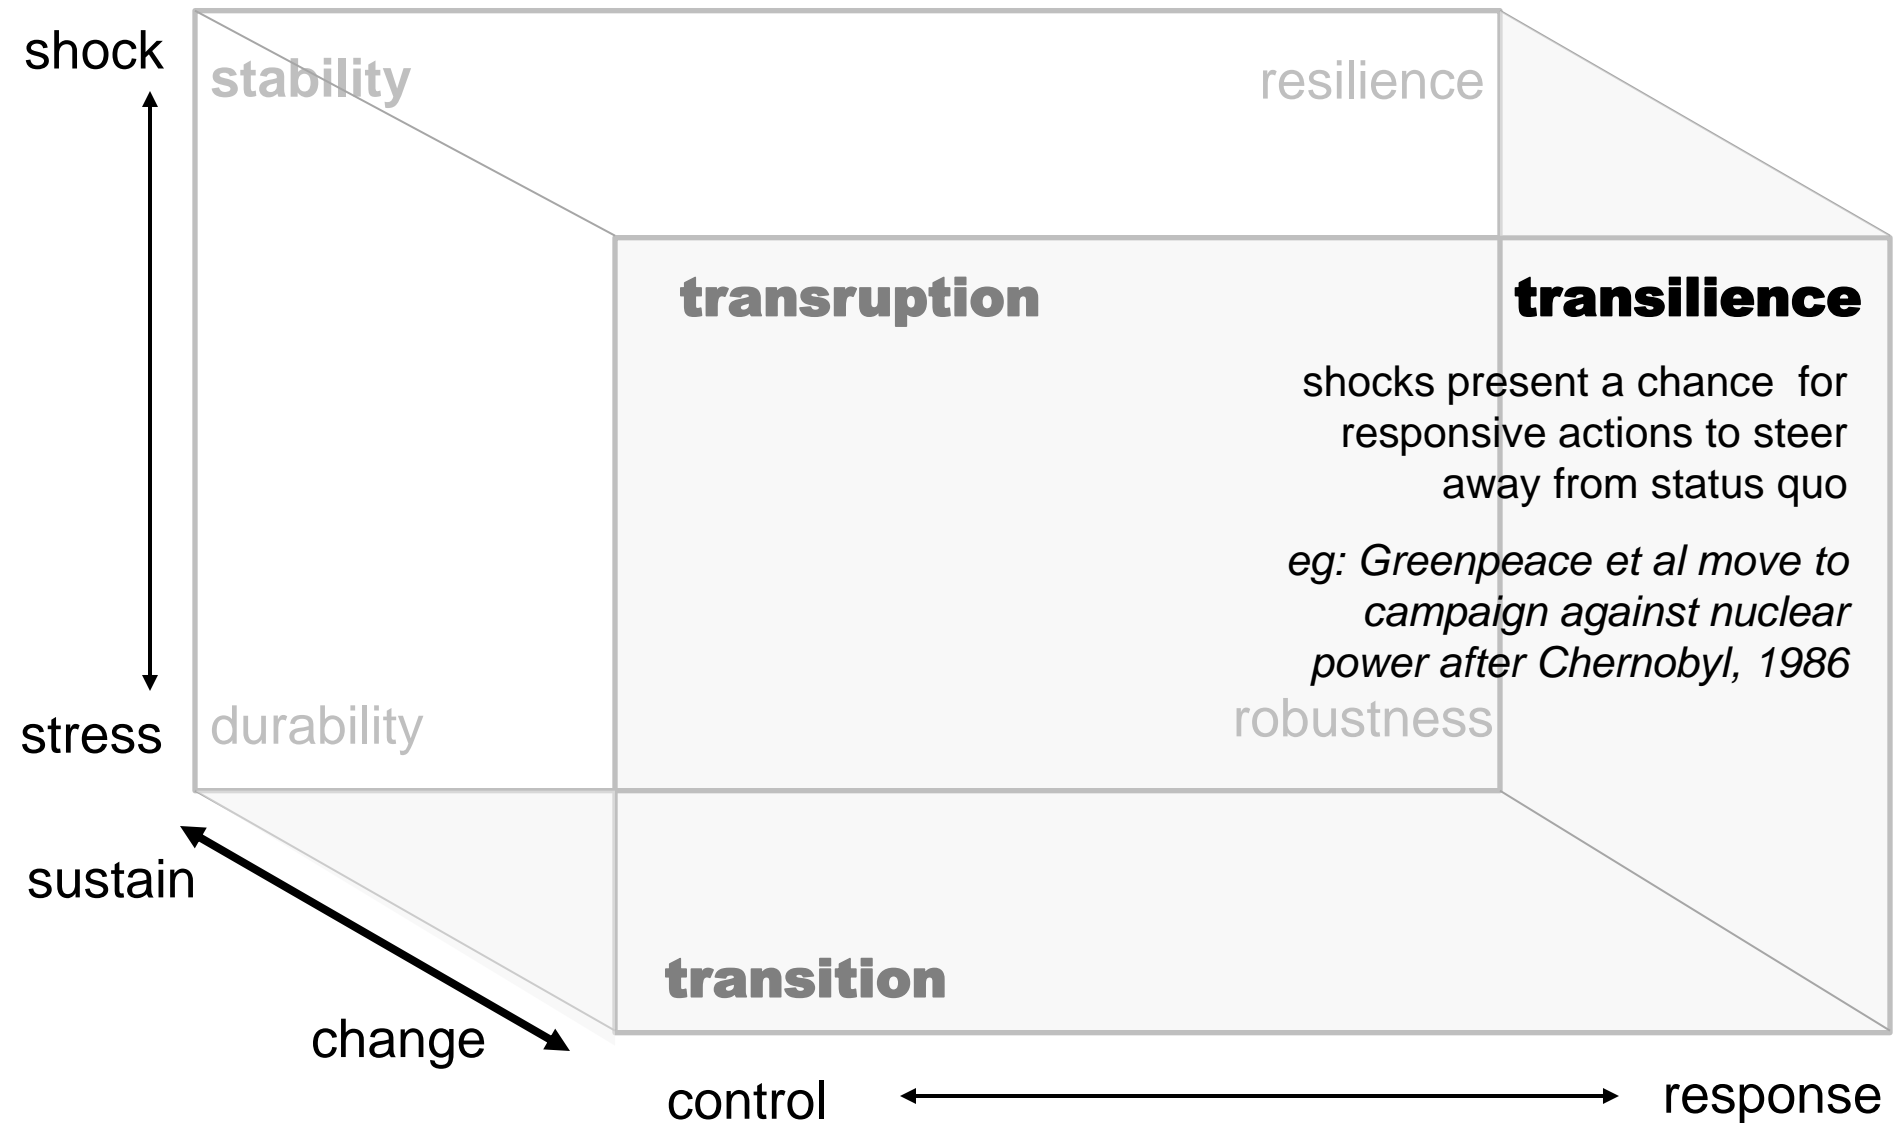 shock
stability
resilience
transruption
transilience
shocks present a chance  for
responsive actions to steer
away from status quo
eg: Greenpeace et al move to
campaign against nuclear
power after Chernobyl, 1986
stress
durability
robustness
sustain
transition
change
control
response